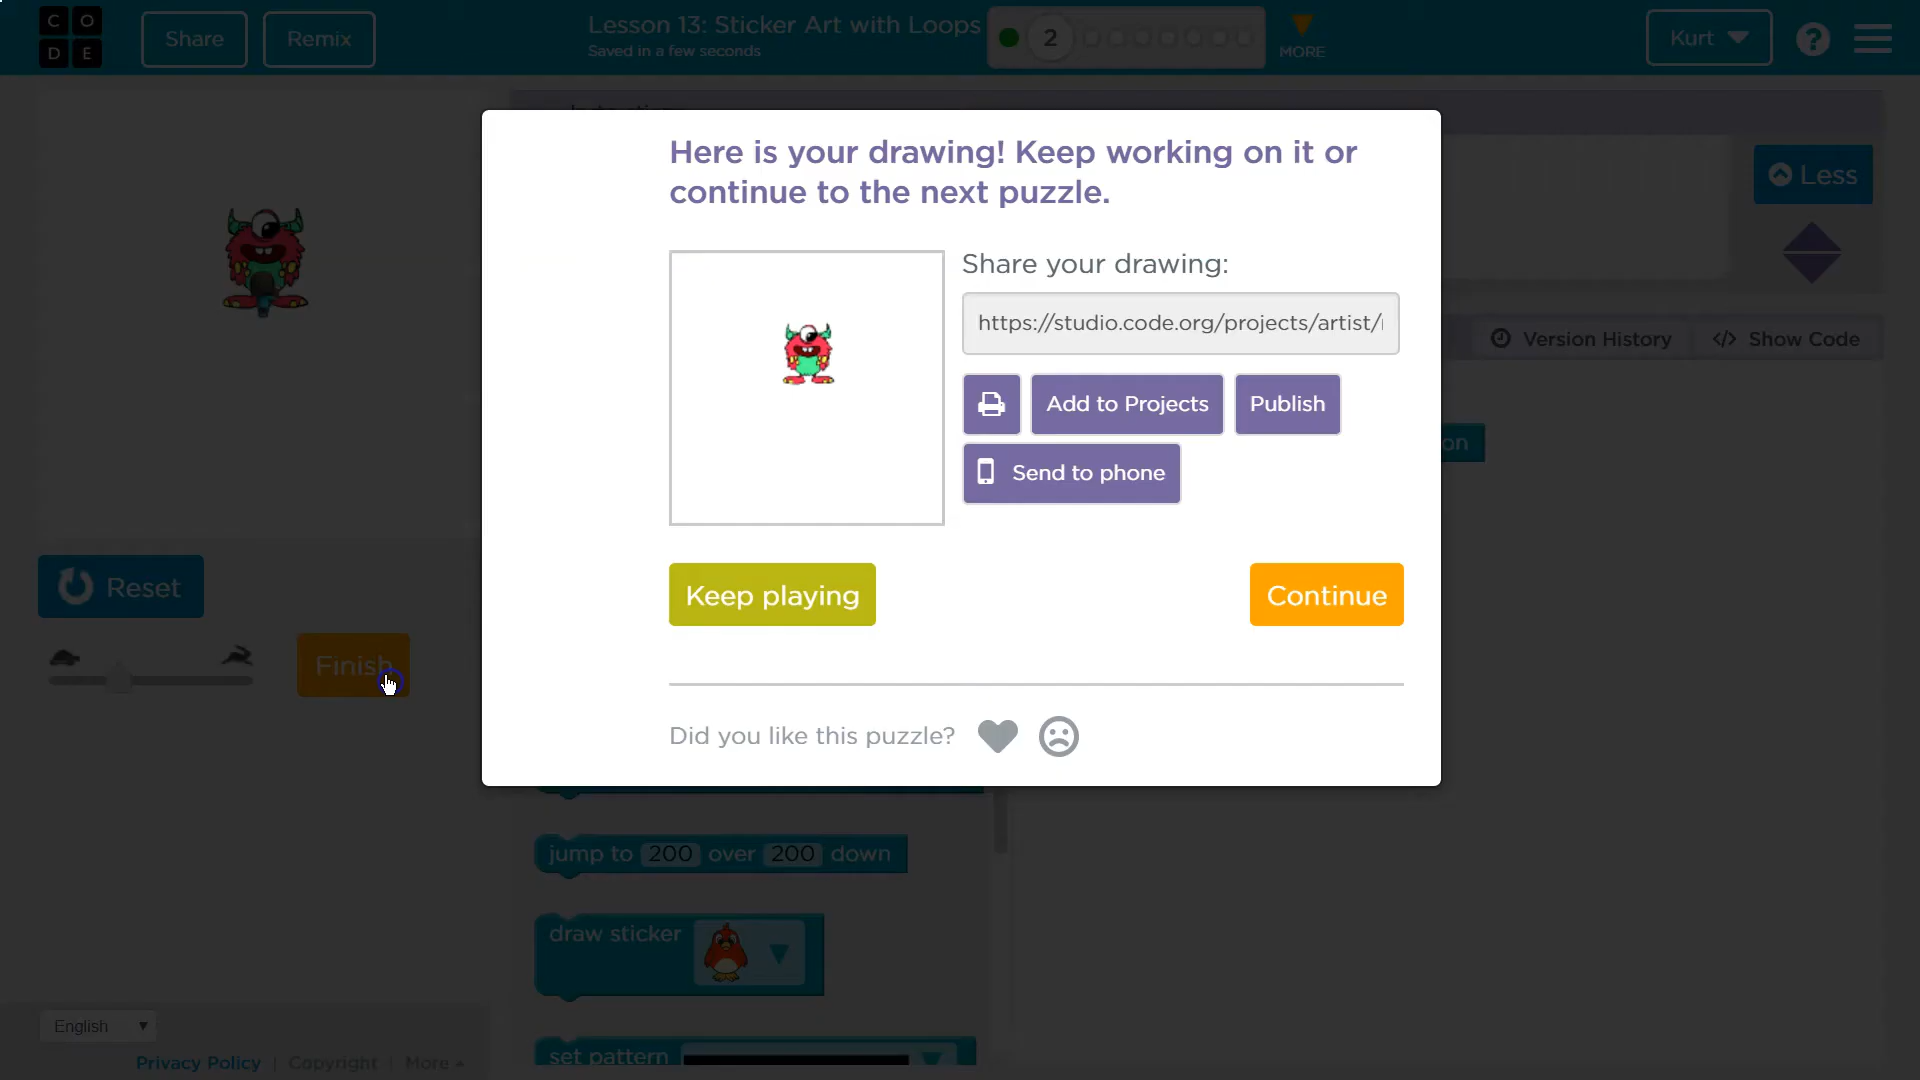 C O
D E
Share
Remix
Lesson 13: Sticker Art with Loops
Saved in a few seconds
2
MORE
Kurt
?
Here is your drawing! Keep working on it or
continue to the next puzzle.
Less
Share your drawing:
https://studio.code.org/projects/artist/
Version History
</> Show Code
Add to Projects
Publish
Send to phone
on
Reset
Keep playing
Continue
Finish
Did you like this puzzle?
jump to 200 over 200 down
draw sticker
set pattern
English
Privacy Policy | Copyright | More